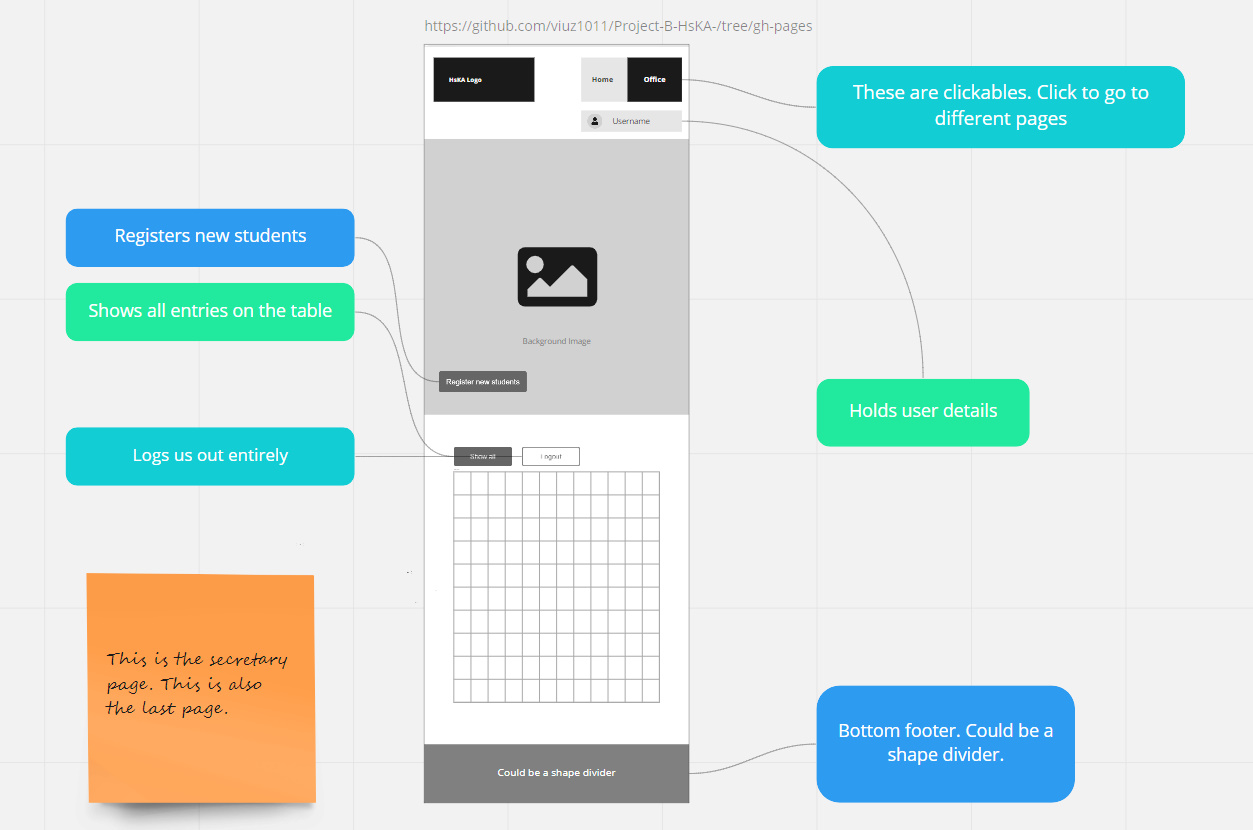 https://github.com/viuz1011/Project-B-HsKA-/tree/gh-pages
HsKA Logo
Home
Office
Username
These are clickables. Click to go to
different pages
Registers new students
Shows all entries on the table
Background Image
Register new students
Holds user details
Logs us out entirely
Show all
Logout
This is the secretary
page. This is also
the last page.
Bottom footer. Could be a
shape divider.
Could be a shape divider